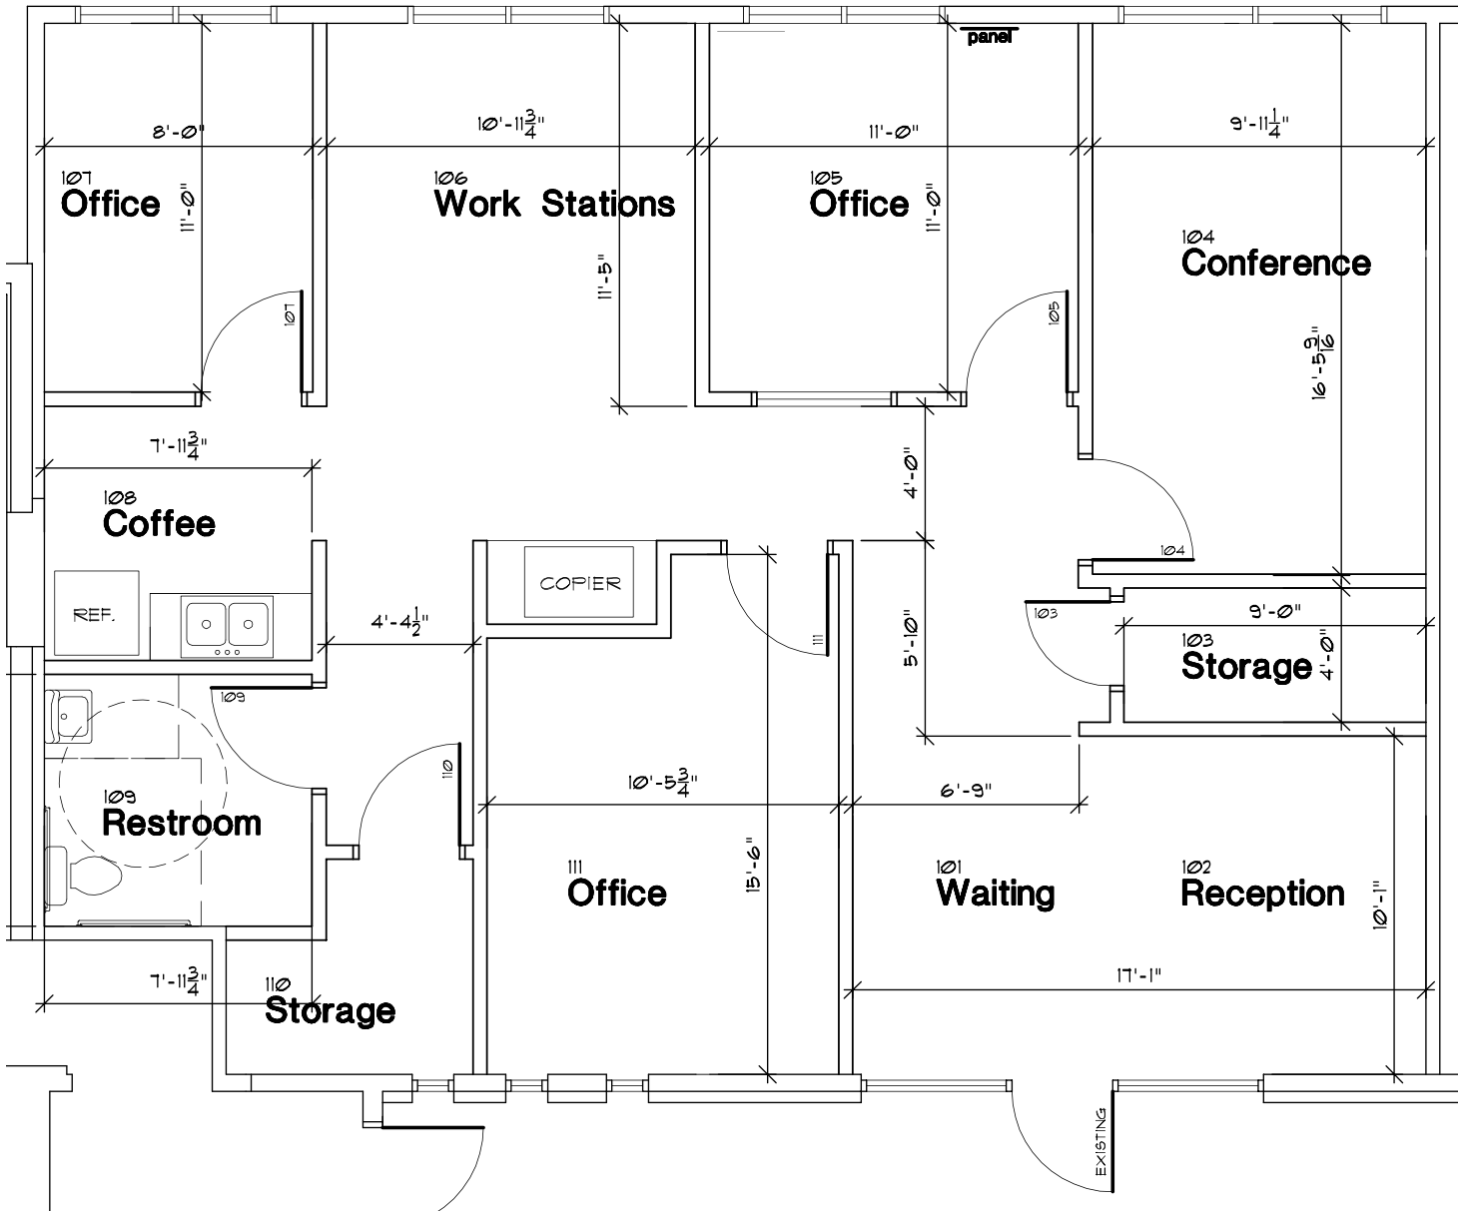 panel
8'-0"
10'-11 3/4"
11'-0"
9'-11 1/4"
107
Office
11'-0"
106
Work Stations
105
Office
11'-0"
104
Conference
11'-5"
107
105
16'-5 9/16"
7'-11 3/4"
108
Coffee
4'-0"
104
COPIER
REF.
4'-4 1/2"
111
5'-10"
103
9'-0"
103
Storage
4'-0"
109
110
10'-5 3/4"
6'-9"
109
Restroom
15'-6"
111
Office
101
Waiting
102
Reception
10'-1"
7'-11 3/4"
110
Storage
17'-1"
EXISTING